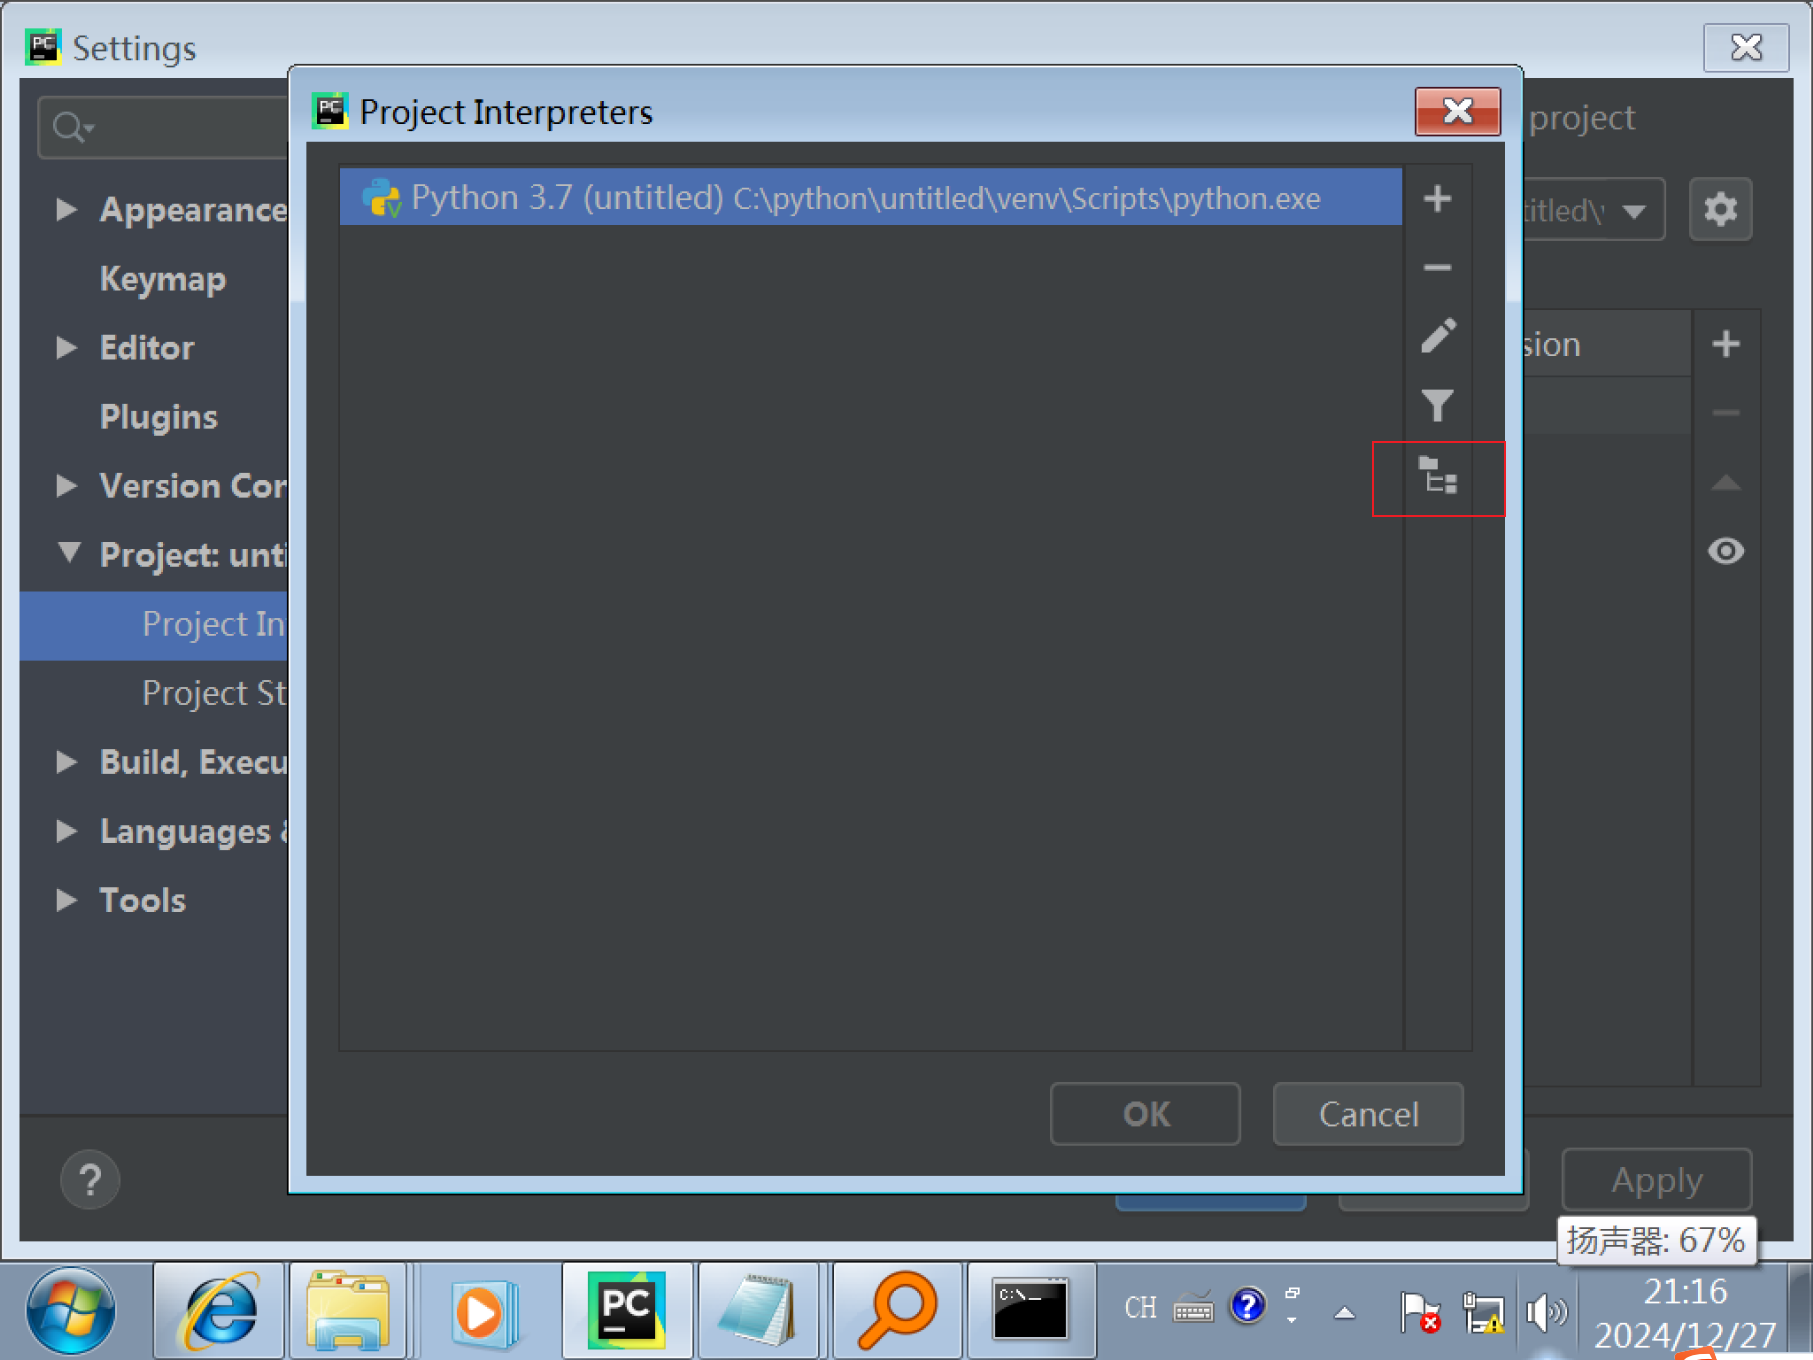 Settings
Project Interpreters
project
Python 3.7 (untitled) C:\python\untitled\venv\Scripts\python.exe
Appearance
Keymap
Editor
Plugins
Version Con
Project: unti
Project In
Project St
Build, Execu
Languages &
Tools
titled\v
sion
OK
Cancel
?
Apply
扬声器: 67%
PC
C:\_
CH
?
21:16
2024/12/27